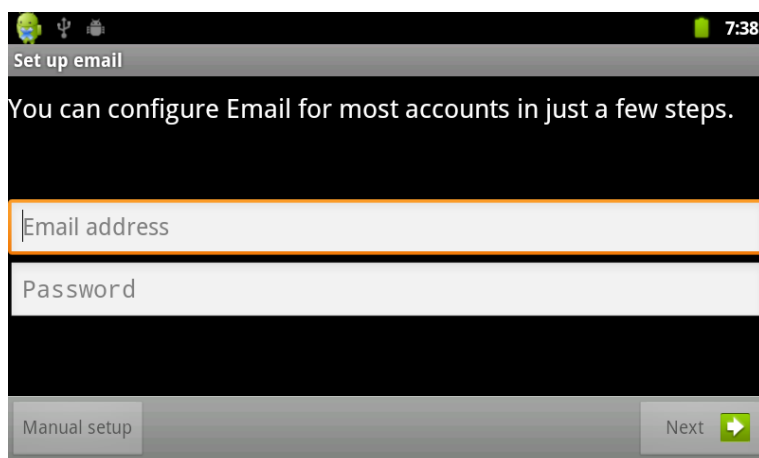 7:38
Set up email
You can configure Email for most accounts in just a few steps.
Email address
Password
Manual setup
Next